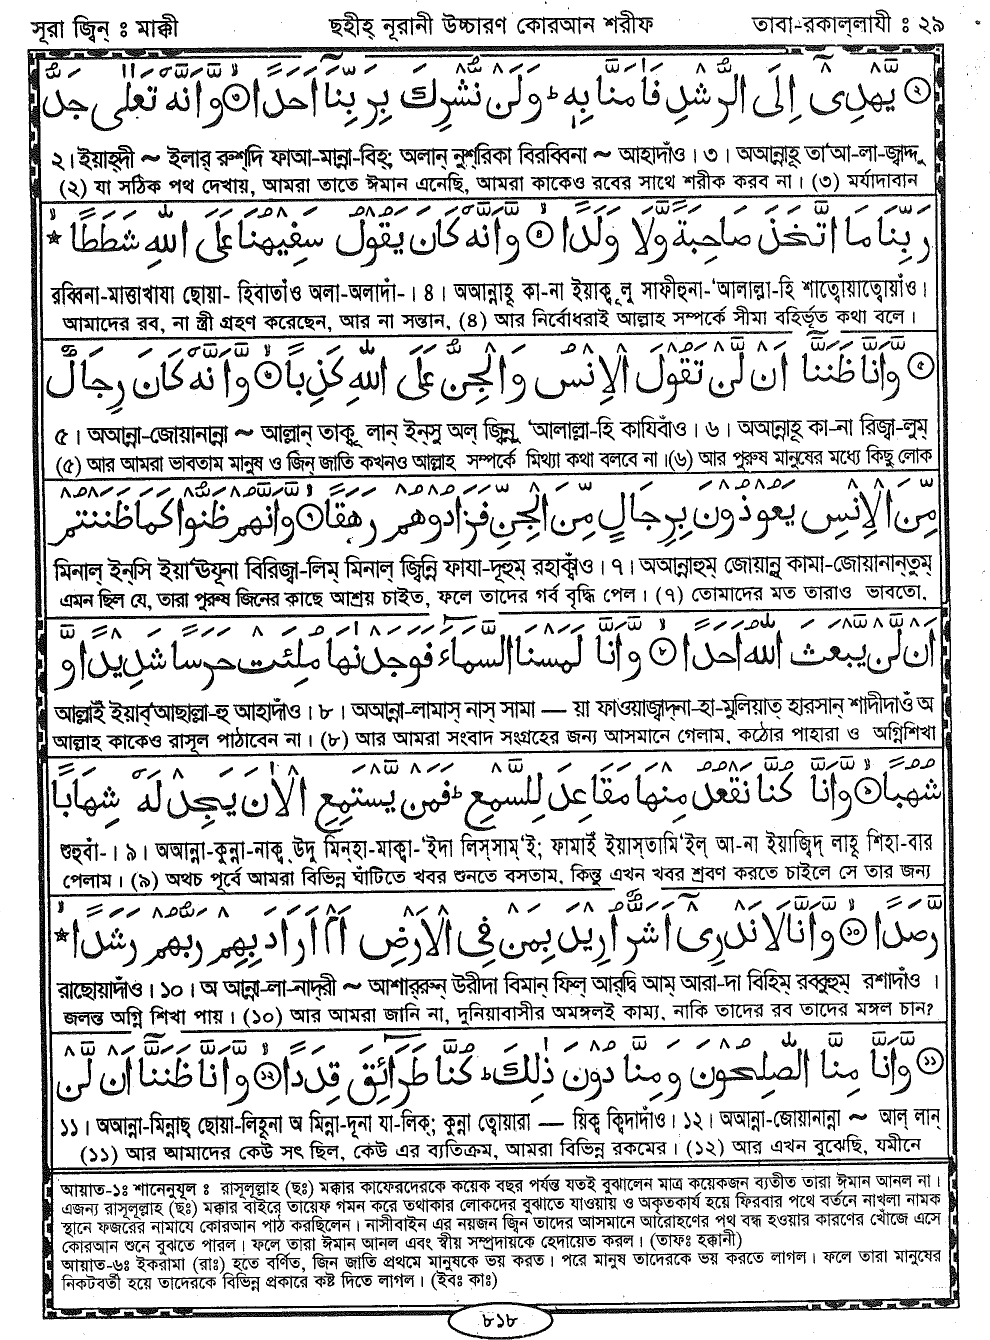 সূরা জ্বিন্ : মাক্কী ছহীহ্ নূরানী উচ্চারণ কোরআন শরীফ তাবা-রকাল্‌লাযী : ২৯
② يَّهْدِىْٓ اِلَى الرُّشْدِ فَاٰمَنَّا بِهٖ ؕ وَلَنْ نُّشْرِكَ بِرَبِّنَآ اَحَدًا ۙ③ وَّاَنَّهٗ تَعٰلٰى جَدُّ
২। ইয়াহ্‌দী ~ ইলার্ রুশ্‌দি ফাআ-মান্না-বিহ্; অলান্ নুশ্‌রিকা বিরব্বিনা ~ আহাদাঁও। ৩। অআন্নাহূ তা'আ-লা-জ্বাদ্দু
(২) যা সঠিক পথ দেখায়, আমরা তাতে ঈমান এনেছি, আমরা কাকেও রবের সাথে শরীক করব না। (৩) মর্যাদাবান
رَبِّنَا مَا اتَّخَذَ صَاحِبَةً وَّلَا وَلَدًا ۙ④ وَّاَنَّهٗ كَانَ يَقُوْلُ سَفِيْهُنَا عَلَى اللّٰهِ شَطَطًا ۙ*
রব্বিনা-মাত্তাখাযা ছোয়া- হিবাতাঁও অলা-অলাদাঁ-। ৪। অআন্নাহূ কা-না ইয়াক্বূলু সাফীহুনা-'আলাল্লা-হি শাত্বোয়াত্বোয়াঁও।
আমাদের রব, না স্ত্রী গ্রহণ করেছেন, আর না সন্তান, (৪) আর নির্বোধরাই আল্লাহ সম্পর্কে সীমা বহির্ভূত কথা বলে।
⑤ وَّاَنَّا ظَنَنَّآ اَنْ لَّنْ تَقُوْلَ الْاِنْسُ وَالْجِنُّ عَلَى اللّٰهِ كَذِبًا ۙ⑥ وَّاَنَّهٗ كَانَ رِجَالٌ
৫। অআন্না-জোয়ানান্না ~ আল্লান্ তাক্বূলান্ ইন্‌সু অল্ জ্বিন্নু 'আলাল্লা-হি কাযিবাঁও। ৬। অআন্নাহূ কা-না রিজ্বা-লুম্
(৫) আর আমরা ভাবতাম মানুষ ও জিন জাতি কখনও আল্লাহ সম্পর্কে মিথ্যা কথা বলবে না। (৬) আর পুরুষ মানুষের মধ্যে কিছু লোক
مِّنَ الْاِنْسِ يَعُوْذُوْنَ بِرِجَالٍ مِّنَ الْجِنِّ فَزَادُوْهُمْ رَهَقًا ۙ⑦ وَّاَنَّهُمْ ظَنُّوْا كَمَا ظَنَنْتُمْ
মিনাল্ ইন্‌সি ইয়া'ঊযূনা বিরিজ্বা-লিম্ মিনাল্ জ্বিন্নি ফাযা-দূহুম্ রহাক্বাঁও। ৭। অআন্নাহুম্ জোয়ান্নু কামা-জোয়ানান্‌তুম্
এমন ছিল যে, তারা পুরুষ জিনের কাছে আশ্রয় চাইত, ফলে তাদের গর্ব বৃদ্ধি পেল। (৭) তোমাদের মত তারাও ভাবতো,
اَنْ لَّنْ يَّبْعَثَ اللّٰهُ اَحَدًا ۙ⑧ وَّاَنَّا لَمَسْنَا السَّمَآءَ فَوَجَدْنٰهَا مُلِئَتْ حَرَسًا شَدِيْدًا وَّ
আল্লাইঁ ইয়াব্'আছাল্লা-হু আহাদাঁও। ৮। অআন্না-লামাস্ নাস্ সামা — য়া ফাওয়াজ্বাদ্‌না-হা-মুলিয়াত্ হারসান্ শাদীদাওঁ অ
আল্লাহ কাকেও রাসূল পাঠাবেন না। (৮) আর আমরা সংবাদ সংগ্রহের জন্য আসমানে গেলাম, কঠোর পাহারা ও অগ্নিশিখা
شُهُبًا ۙ⑨ وَّاَنَّا كُنَّا نَقْعُدُ مِنْهَا مَقَاعِدَ لِلسَّمْعِ ؕ فَمَنْ يَّسْتَمِعِ الْاٰنَ يَجِدْ لَهٗ شِهَابًا
শুহুবাঁ-। ৯। অআন্না-কুন্না-নাক্ব্'উদু মিন্‌হা-মাক্বা-'ইদা লিস্‌সাম্'ই; ফামাইঁ ইয়াস্‌তামি'ইল্ আ-না ইয়াজ্বিদ্ লাহূ শিহা-বার
পেলাম। (৯) অথচ পূর্বে আমরা বিভিন্ন ঘাঁটিতে খবর শুনতে বসতাম, কিন্তু এখন খবর শ্রবণ করতে চাইলে সে তার জন্য
رَّصَدًا ۙ⑩ وَّاَنَّا لَا نَدْرِىْٓ اَشَرٌّ اُرِيْدَ بِمَنْ فِى الْاَرْضِ اَمْ اَرَادَ بِهِمْ رَبُّهُمْ رَشَدًا ۙ*
রাছোয়াদাঁও। ১০। অ আন্না-লা-নাদ্‌রী ~ আশার্‌রুন্ উরীদা বিমান্ ফিল্ আর্‌দ্বি আম্ আরা-দা বিহিম্ রব্বুহুম্ রশাদাঁও ।
জলন্ত অগ্নি শিখা পায়। (১০) আর আমরা জানি না, দুনিয়াবাসীর অমঙ্গলই কাম্য, নাকি তাদের রব তাদের মঙ্গল চান?
⑪ وَّاَنَّا مِنَّا الصّٰلِحُوْنَ وَمِنَّا دُوْنَ ذٰلِكَ ؕ كُنَّا طَرَآئِقَ قِدَدًا ۙ⑫ وَّاَنَّا ظَنَنَّآ اَنْ لَّنْ
১১। অআন্না-মিন্নাছ্ ছোয়া-লিহূনা অ মিন্না-দূনা যা-লিক্; কুন্না ত্বোয়ারা — য়িক্ব ক্বিদাদাঁও। ১২। অআন্না-জোয়ানান্না ~ আল্ লান্
(১১) আর আমাদের কেউ সৎ ছিল, কেউ এর ব্যতিক্রম, আমরা বিভিন্ন রকমের। (১২) আর এখন বুঝেছি, যমীনে
আয়াত-১ঃ শানেনুযূল : রাসূলুল্লাহ (ছঃ) মক্কার কাফেরদেরকে কয়েক বছর পর্যন্ত যতই বুঝালেন মাত্র কয়েকজন ব্যতীত তারা ঈমান আনল না।
এজন্য রাসূলুল্লাহ (ছঃ) মক্কার বাইরে তায়েফ গমন করে তথাকার লোকদের বুঝাতে যাওয়ায় ও অকৃতকার্য হয়ে ফিরবার পথে বর্তনে নাখলা নামক
স্থানে ফজরের নামাযে কোরআন পাঠ করছিলেন। নাসীবাইন এর নয়জন জ্বিন তাদের আসমানে আরোহণের পথ বন্ধ হওয়ার কারণের খোঁজে এসে
কোরআন শুনে বুঝতে পারল। ফলে তারা ঈমান আনল এবং স্বীয় সম্প্রদায়কে হেদায়েত করল। (তাফঃ হক্কানী)
আয়াত-৬ঃ ইকরামা (রাঃ) হতে বর্ণিত, জিন জাতি প্রথমে মানুষকে ভয় করত। পরে মানুষ তাদেরকে ভয় করতে লাগল। ফলে তারা মানুষের
নিকটবর্তী হয়ে তাদেরকে বিভিন্ন প্রকারে কষ্ট দিতে লাগল। (ইবঃ কাঃ)
৮১৮